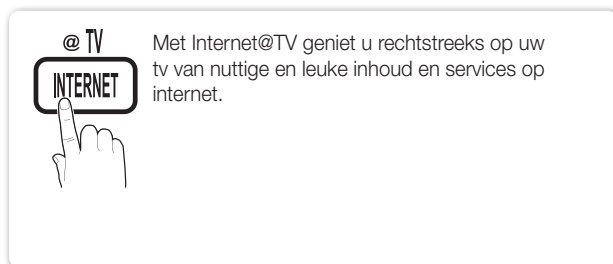 @ TV
INTERNET
Met Internet@TV geniet u rechtstreeks op uw
tv van nuttige en leuke inhoud en services op
internet.